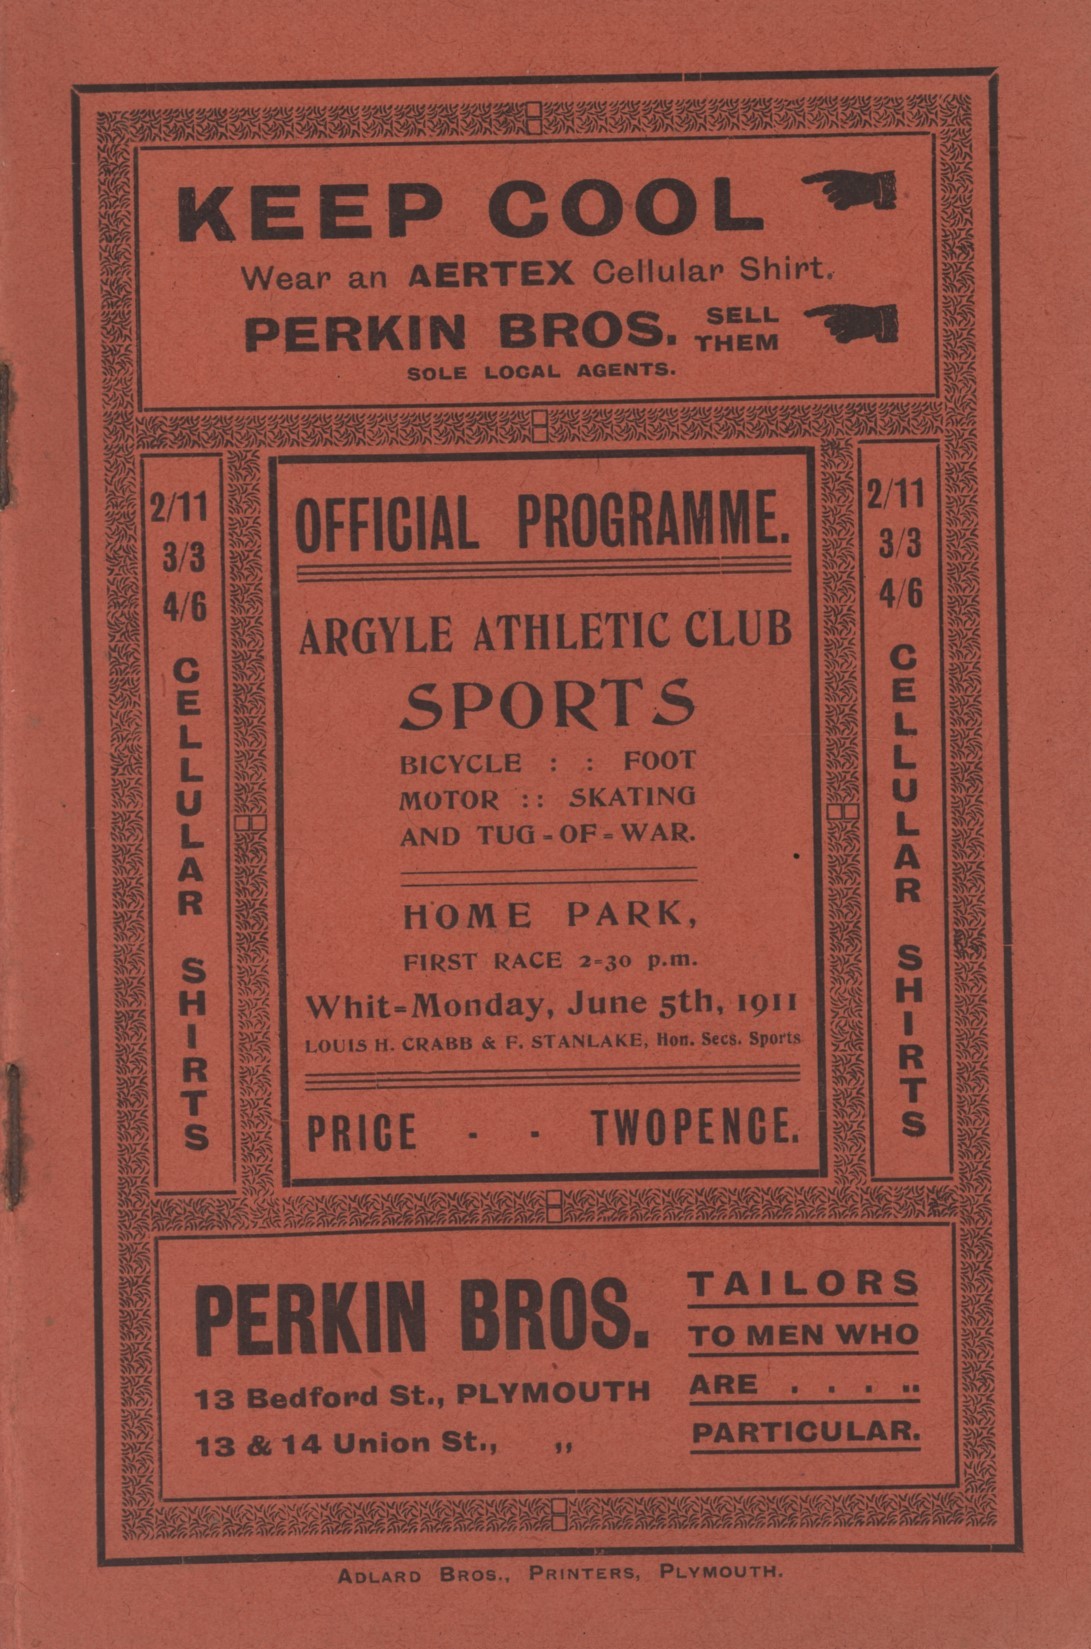 KEEP COOL
Wear an AERTEX Cellular Shirt.
PERKIN BROS. SELL THEM
SOLE LOCAL AGENTS.
2/11
3/3
4/6
CELLULAR SHIRTS
OFFICIAL PROGRAMME.
ARGYLE ATHLETIC CLUB
SPORTS
BICYCLE : : FOOT
MOTOR :: SKATING
AND TUG=OF=WAR.
HOME PARK,
FIRST RACE 2=30 p.m.
Whit=Monday, June 5th, 1911
LOUIS H. CRABB & F. STANLAKE, Hon. Secs. Sports
PRICE - - TWOPENCE.
2/11
3/3
4/6
CELLULAR SHIRTS
PERKIN BROS.
13 Bedford St., PLYMOUTH
13 & 14 Union St., ,,
TAILORS
TO MEN WHO
ARE . . . ..
PARTICULAR.
ADLARD BROS., PRINTERS, PLYMOUTH.